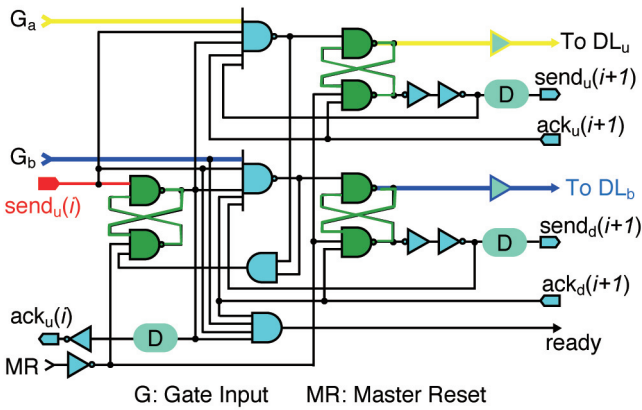 Ga
To DLu
sendu(i+1)
D
acku(i+1)
Gb
sendu(i)
To DLb
sendd(i+1)
D
ackd(i+1)
acku(i)
D
ready
MR
G: Gate Input MR: Master Reset